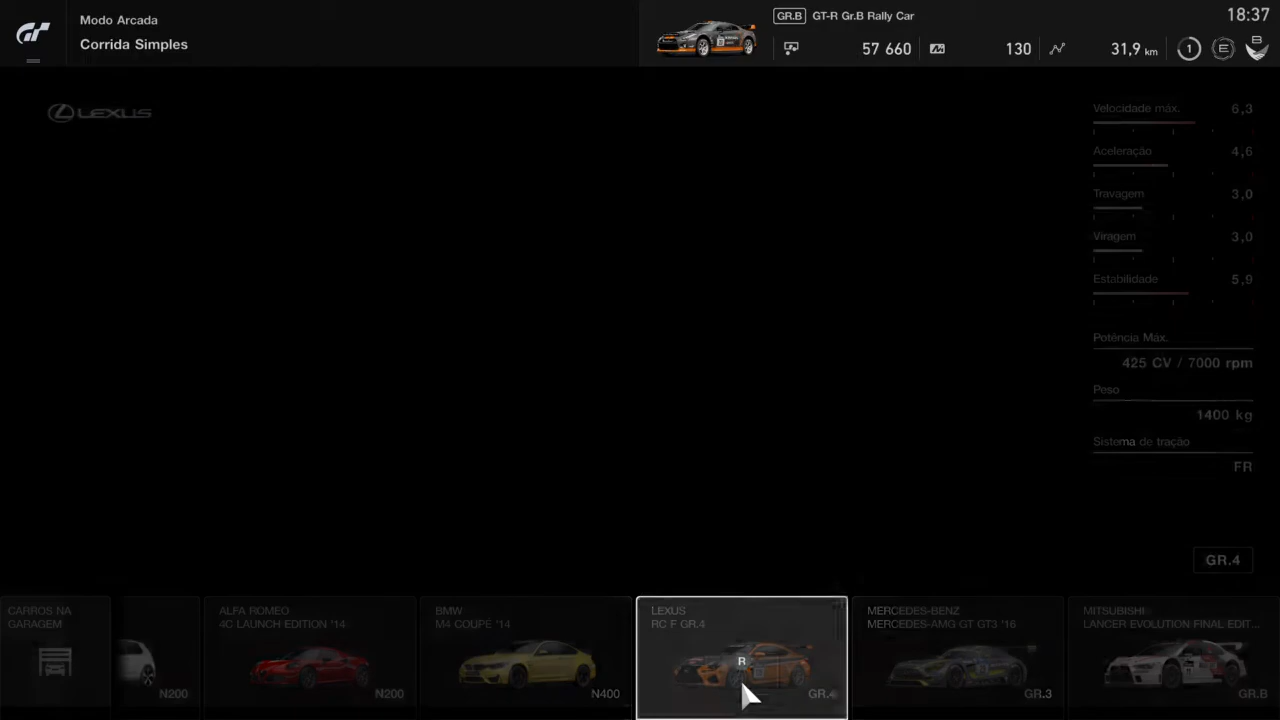 Modo Arcada
Corrida Simples
GR.B GT-R Gr.B Rally Car
57 660
130
31,9 km
1
E
B
18:37
LEXUS
Velocidade máx. 6,3
Aceleração 4,6
Travagem 3,0
Viragem 3,0
Estabilidade 5,9
Potência Máx.
425 CV / 7000 rpm
Peso
1400 kg
Sistema de tração
FR
GR.4
CARROS NA
GARAGEM
N200
ALFA ROMEO
4C LAUNCH EDITION '14
N200
BMW
M4 COUPÉ '14
N400
LEXUS
RC F GR.4
R
GR.4
MERCEDES-BENZ
MERCEDES-AMG GT GT3 '16
GR.3
MITSUBISHI
LANCER EVOLUTION FINAL EDIT...
GR.B